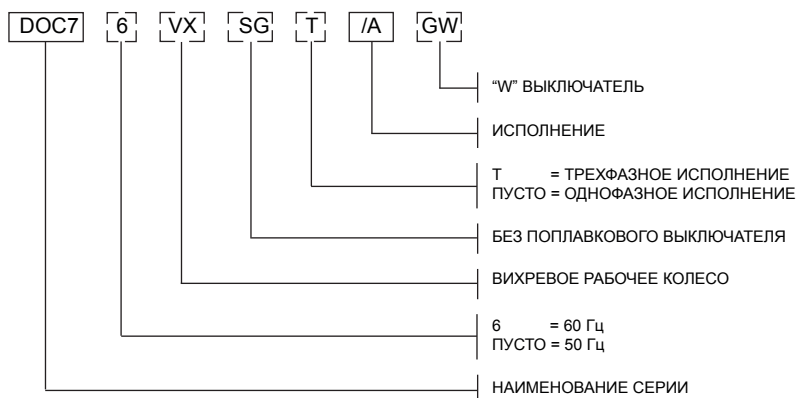 DOC7 6 VX SG T /A GW
“W” ВЫКЛЮЧАТЕЛЬ
ИСПОЛНЕНИЕ
T = ТРЕХФАЗНОЕ ИСПОЛНЕНИЕ
ПУСТО = ОДНОФАЗНОЕ ИСПОЛНЕНИЕ
БЕЗ ПОПЛАВКОВОГО ВЫКЛЮЧАТЕЛЯ
ВИХРЕВОЕ РАБОЧЕЕ КОЛЕСО
6 = 60 Гц
ПУСТО = 50 Гц
НАИМЕНОВАНИЕ СЕРИИ